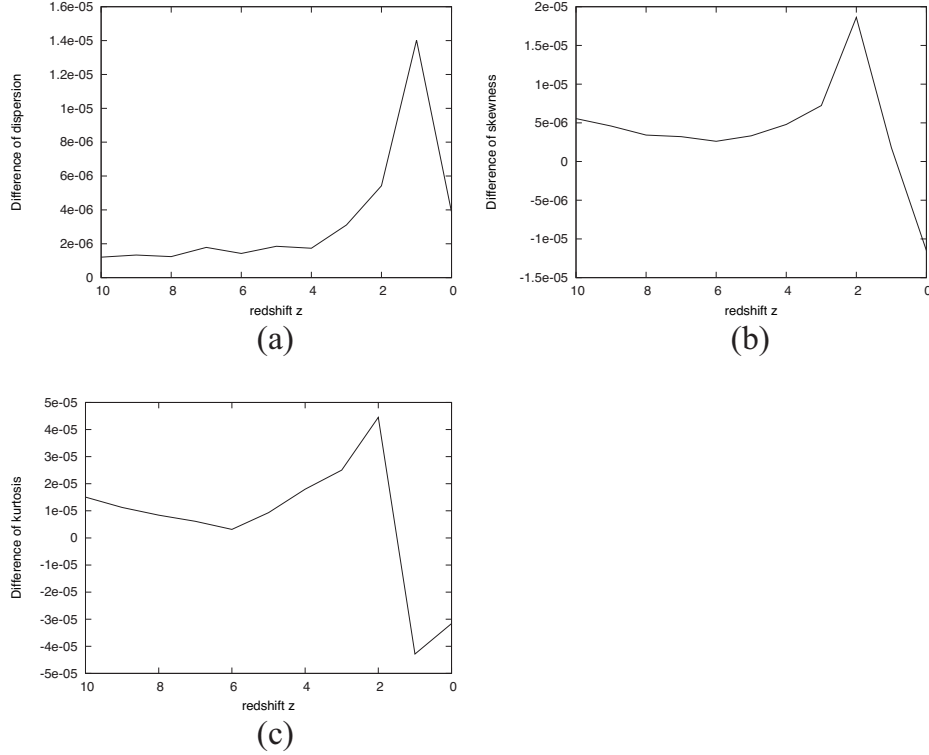 1.6e-05
1.4e-05
1.2e-05
1e-05
8e-06
6e-06
4e-06
2e-06
0
Difference of dispersion
10 8 6 4 2 0
redshift z
(a)
2e-05
1.5e-05
1e-05
5e-06
0
-5e-06
-1e-05
-1.5e-05
Difference of skewness
10 8 6 4 2 0
redshift z
(b)
5e-05
4e-05
3e-05
2e-05
1e-05
0
-1e-05
-2e-05
-3e-05
-4e-05
-5e-05
Difference of kurtosis
10 8 6 4 2 0
redshift z
(c)